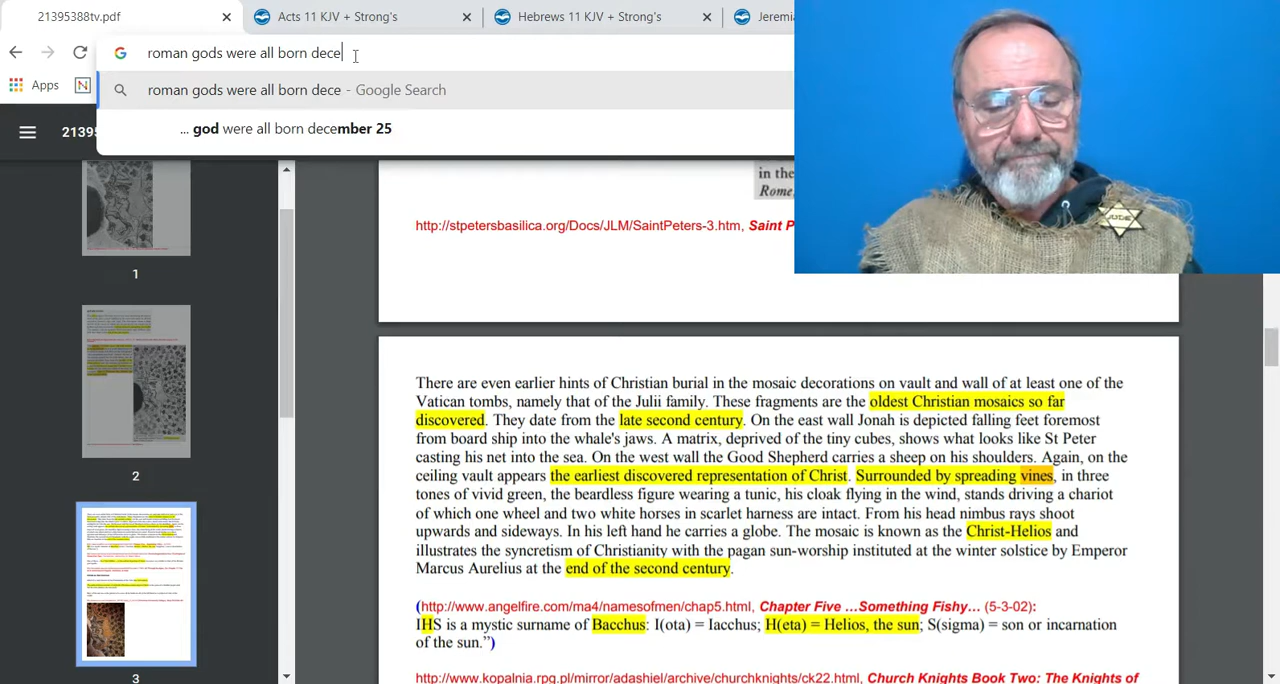 21395388tv.pdf
Acts 11 KJV + Strong's
Hebrews 11 KJV + Strong's
Jeremia
roman gods were all born dece
Apps
roman gods were all born dece - Google Search
... god were all born december 25
21395
in the
Rome.
http://stpetersbasilica.org/Docs/JLM/SaintPeters-3.htm, Saint P
JUDE
1
2
3
There are even earlier hints of Christian burial in the mosaic decorations on vault and wall of at least one of the
Vatican tombs, namely that of the Julii family. These fragments are the oldest Christian mosaics so far
discovered. They date from the late second century. On the east wall Jonah is depicted falling feet foremost
from board ship into the whale's jaws. A matrix, deprived of the tiny cubes, shows what looks like St Peter
casting his net into the sea. On the west wall the Good Shepherd carries a sheep on his shoulders. Again, on the
ceiling vault appears the earliest discovered representation of Christ. Surrounded by spreading vines, in three
tones of vivid green, the beardless figure wearing a tunic, his cloak flying in the wind, stands driving a chariot
of which one wheel and two white horses in scarlet harness are intact. From his head nimbus rays shoot
upwards and sideways. In his left hand he carries a globe. The mosaic is known as the Christ-Helios and
illustrates the syncretism of Christianity with the pagan sun-worship instituted at the winter solstice by Emperor
Marcus Aurelius at the end of the second century.
(http://www.angelfire.com/ma4/namesofmen/chap5.html, Chapter Five ...Something Fishy... (5-3-02):
IHS is a mystic surname of Bacchus: I(ota) = Iacchus; H(eta) = Helios, the sun; S(sigma) = son or incarnation
of the sun.")
http://www.kopalnia.rpg.pl/mirror/adashiel/archive/churchknights/ck22.html, Church Knights Book Two: The Knights of